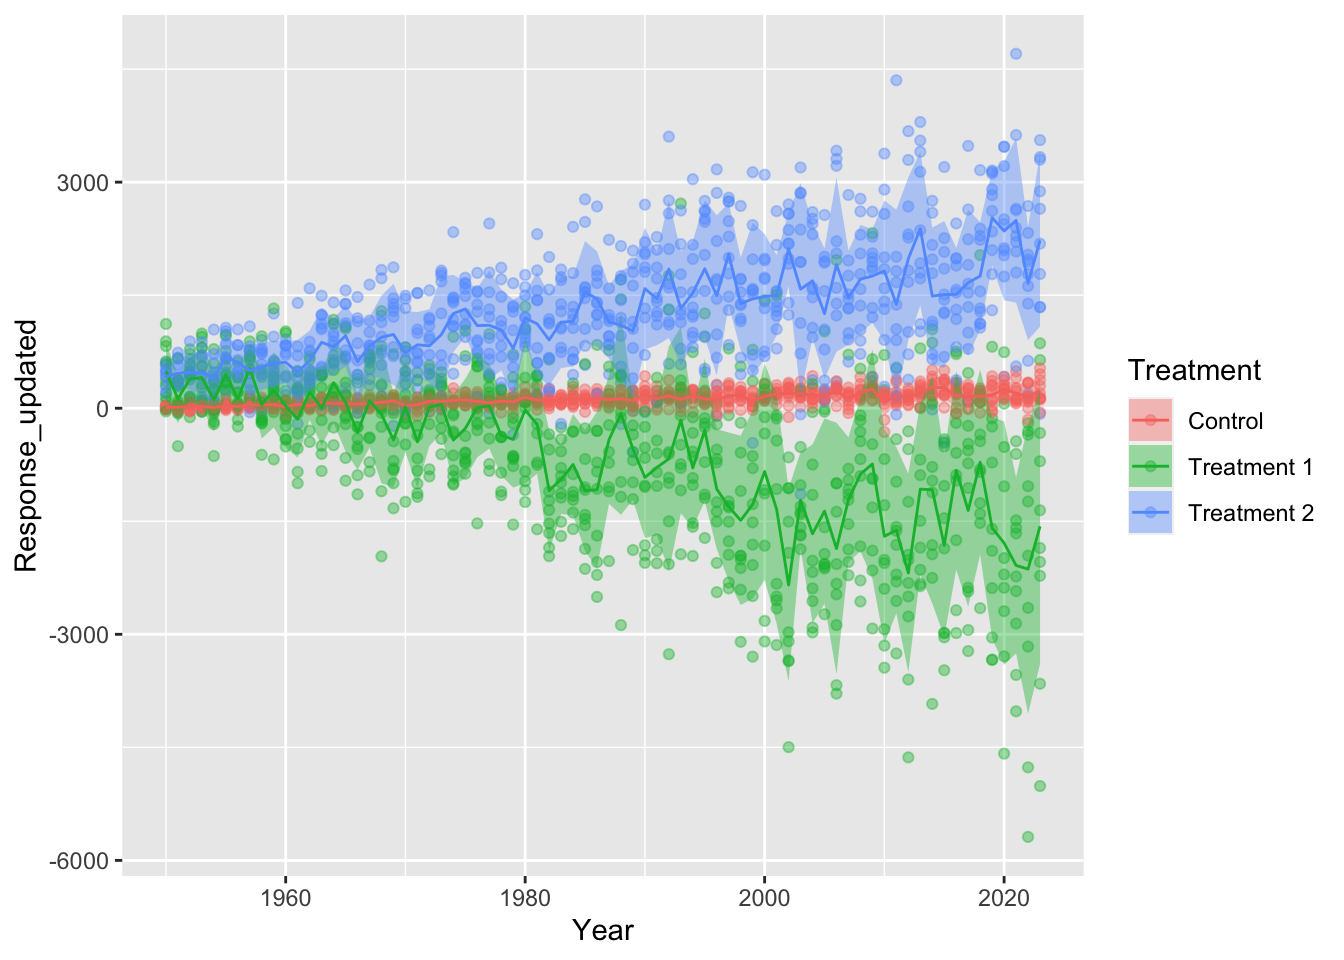 3000
0
-3000
-6000
Response_updated
1960
1980
2000
2020
Year
Treatment
Control
Treatment 1
Treatment 2